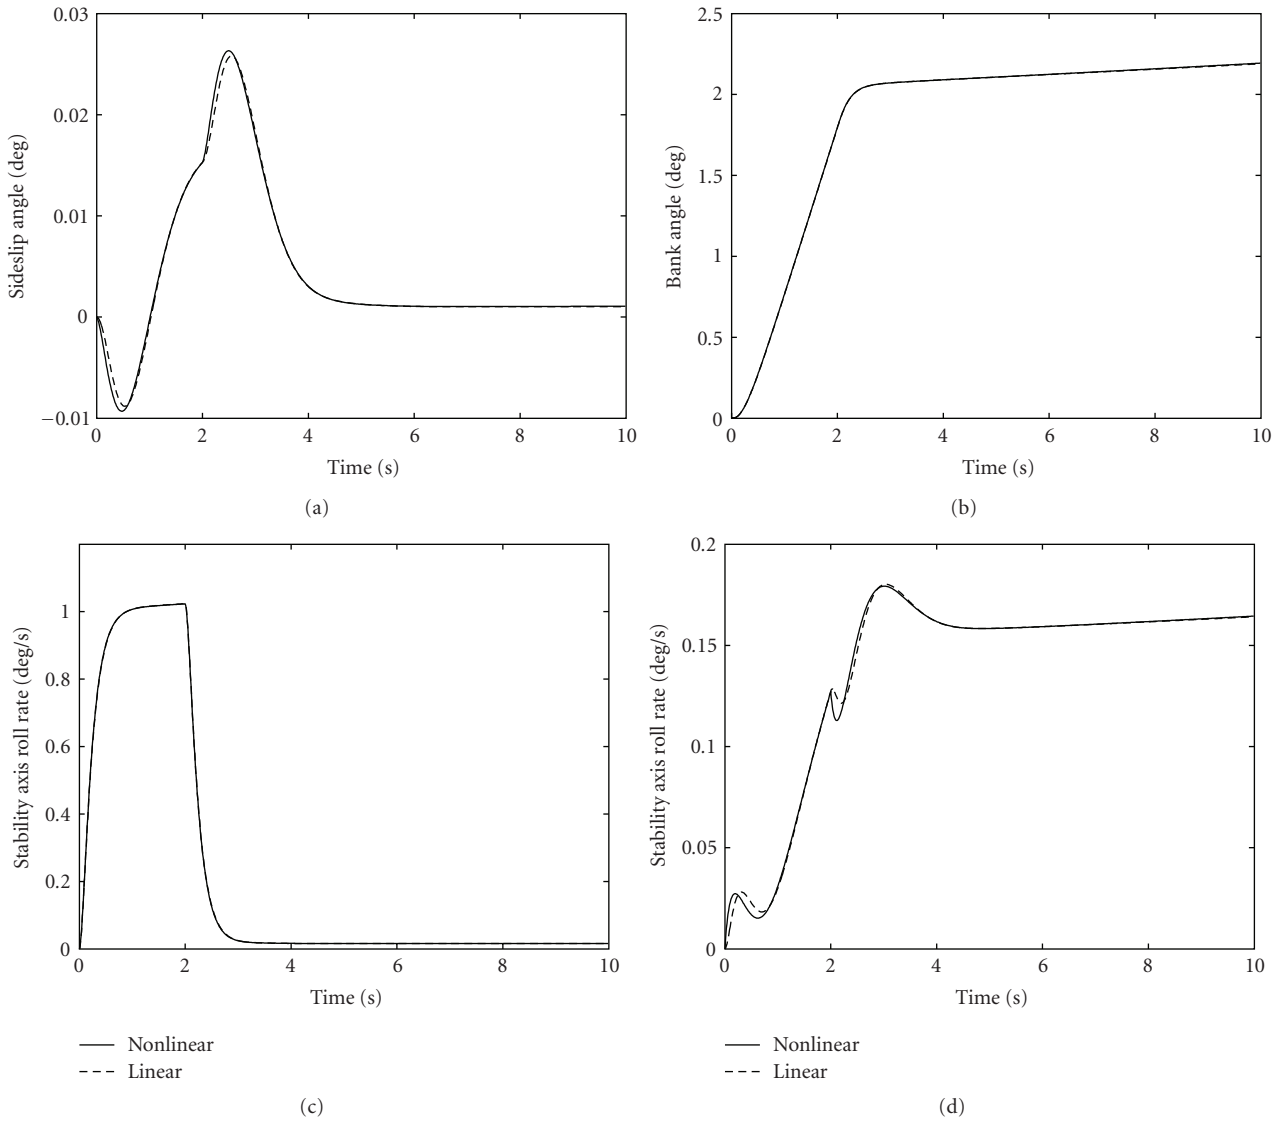 0.03
0.02
0.01
0
−0.01
Sideslip angle (deg)
0 2 4 6 8 10
Time (s)
(a)
2.5
2
1.5
1
0.5
0
Bank angle (deg)
0 2 4 6 8 10
Time (s)
(b)
1
0.8
0.6
0.4
0.2
0
Stability axis roll rate (deg/s)
0 2 4 6 8 10
Time (s)
Nonlinear
Linear
(c)
0.2
0.15
0.1
0.05
0
Stability axis roll rate (deg/s)
0 2 4 6 8 10
Time (s)
Nonlinear
Linear
(d)